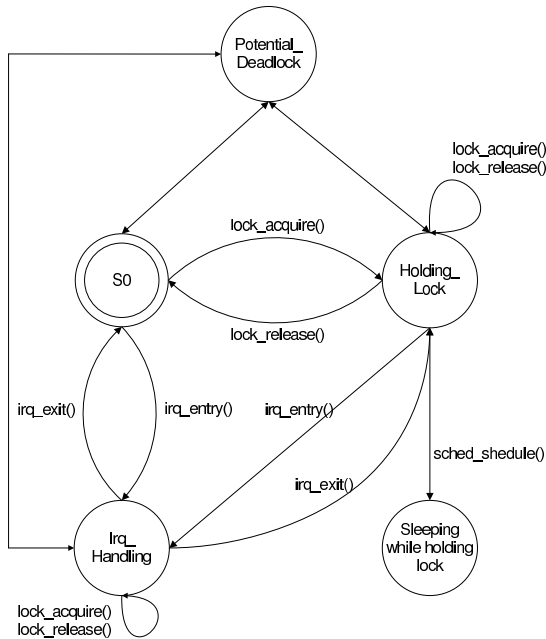 Potential_
Deadlock
lock_acquire()
lock_release()
lock_acquire()
S0
Holding_
Lock
lock_release()
irq_exit()
irq_entry()
irq_entry()
sched_shedule()
irq_exit()
Irq_
Handling
Sleeping
while holding
lock
lock_acquire()
lock_release()